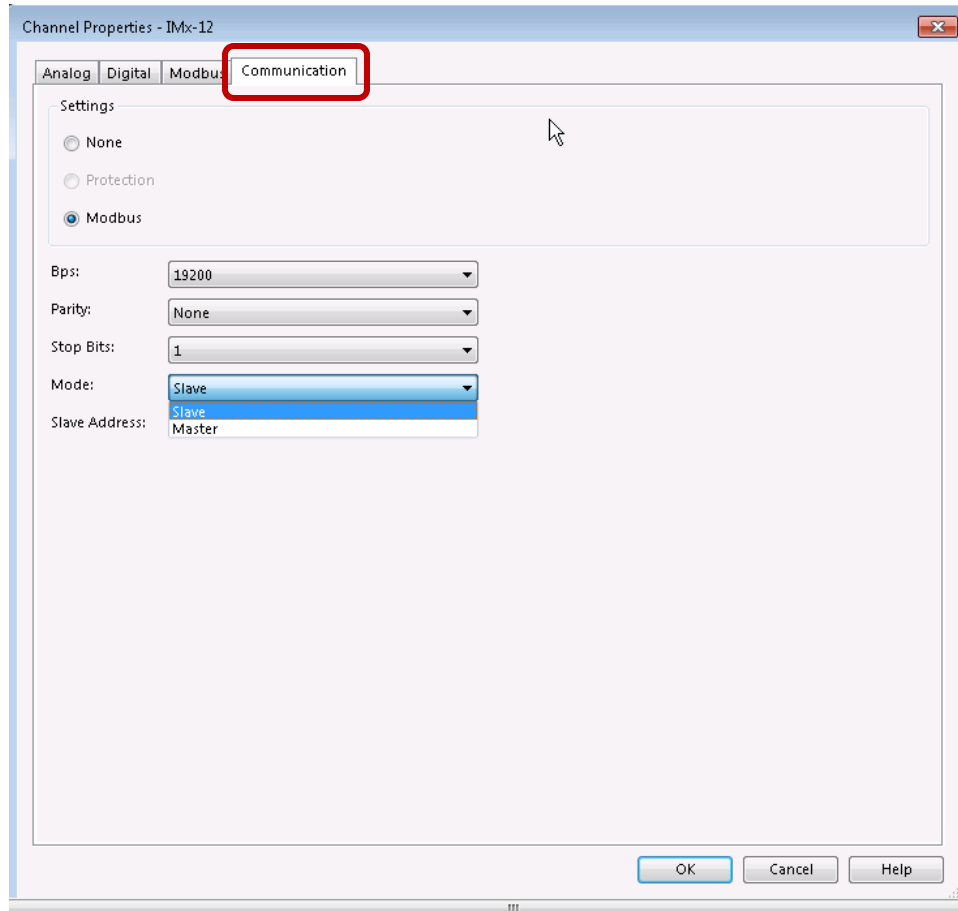 Channel Properties - IMx-12
Analog Digital Modbus Communication
Settings
None
Protection
Modbus
Bps: 19200
Parity: None
Stop Bits: 1
Mode: Slave
Slave
Slave Address:
Master
OK Cancel Help